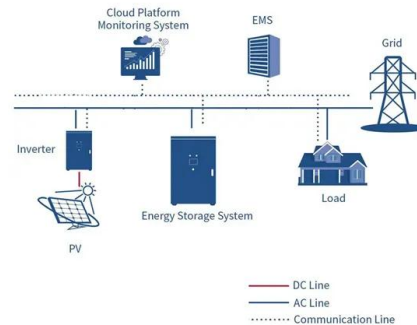 Cloud Platform
Monitoring System
EMS
Grid
Inverter
Energy Storage System
Load
PV
DC Line
AC Line
Communication Line